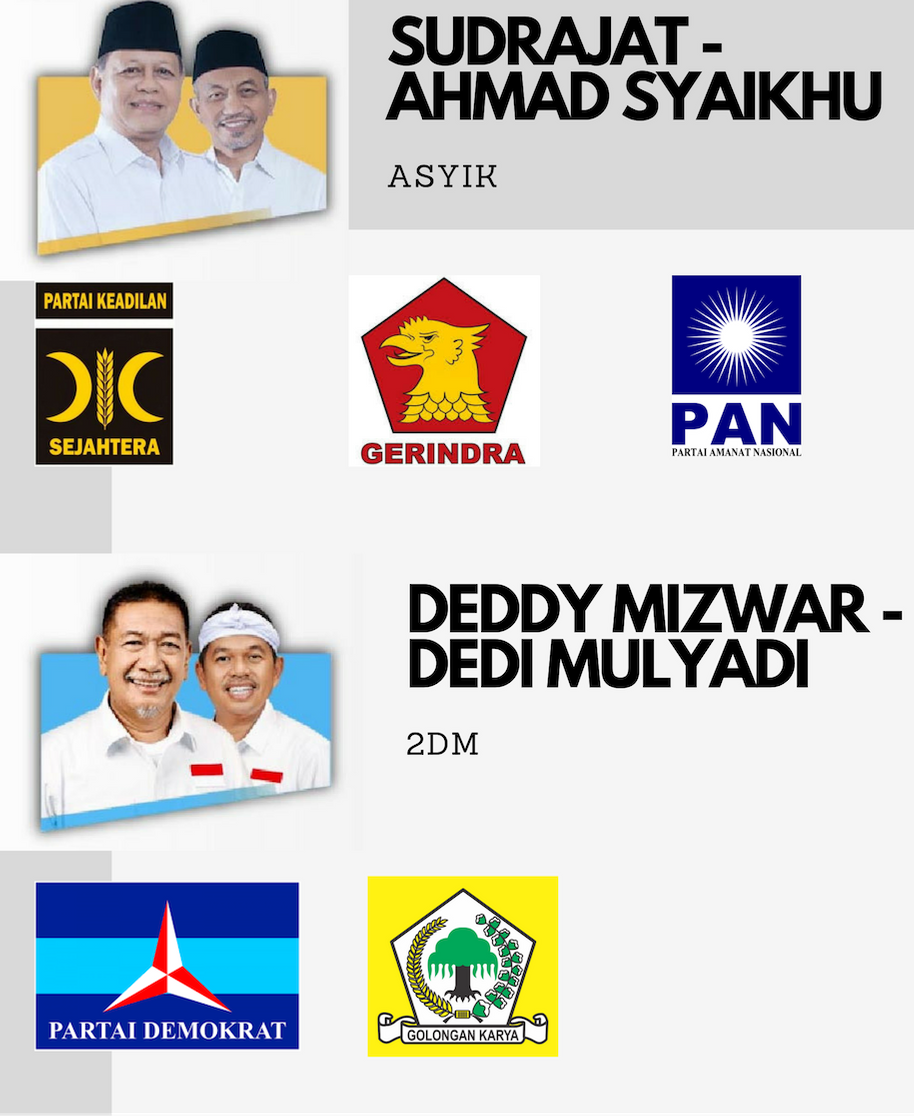 SUDRAJAT -
AHMAD SYAIKHU
ASYIK
PARTAI KEADILAN
SEJAHTERA
GERINDRA
PAN
PARTAI AMANAT NASIONAL
DEDDY MIZWAR -
DEDI MULYADI
2DM
PARTAI DEMOKRAT
GOLONGAN KARYA